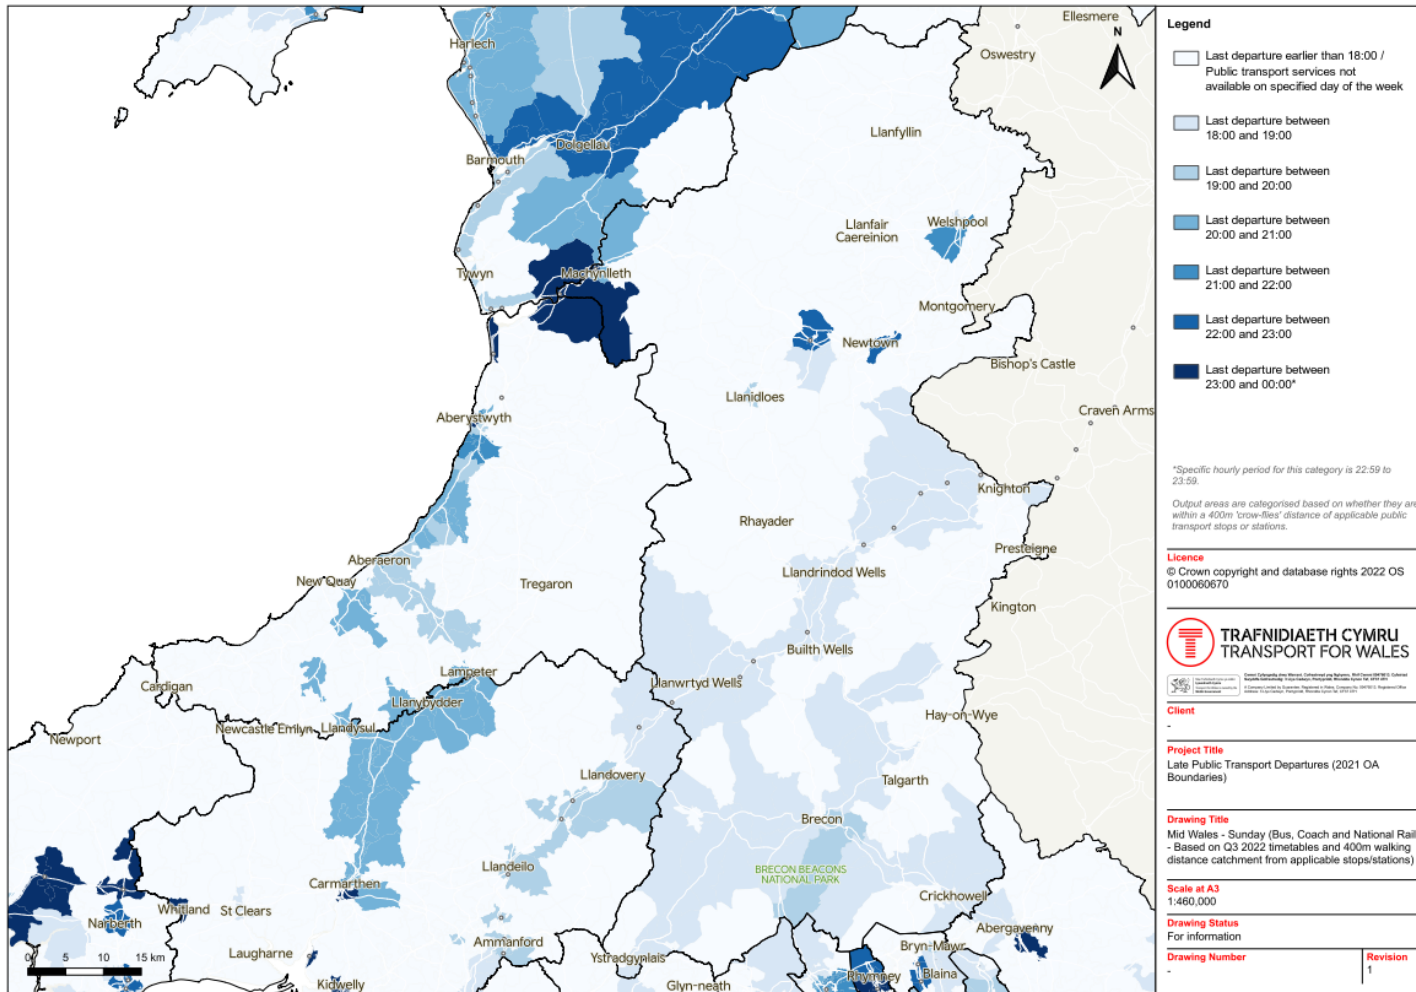 Harlech
Barmouth
Dolgellau
Tywyn
Machynlleth
Llanfyllin
Llanfair
Caereinion
Welshpool
Montgomery
Newtown
Llanidloes
Ellesmere
Oswestry
Bishop's Castle
Craven Arms
Aberystwyth
Knighton
Rhayader
Presteigne
Aberaeron
New Quay
Tregaron
Llandrindod Wells
Kington
Builth Wells
Cardigan
Lampeter
Llanwrtyd Wells
Llanybydder
Newport
Newcastle Emlyn
Llandysul
Hay-on-Wye
Llandovery
Talgarth
Brecon
Llandeilo
BRECON BEACONS
NATIONAL PARK
Carmarthen
Crickhowell
Narberth
Whitland
St Clears
Abergavenny
Laugharne
Ammanford
Bryn-Mawr
Ystradgynlais
Rhymney
Blaina
Kidwelly
Glyn-neath
0 5 10 15 km
N
Legend
Last departure earlier than 18:00 /
Public transport services not
available on specified day of the week
Last departure between
18:00 and 19:00
Last departure between
19:00 and 20:00
Last departure between
20:00 and 21:00
Last departure between
21:00 and 22:00
Last departure between
22:00 and 23:00
Last departure between
23:00 and 00:00*
*Specific hourly period for this category is 22:59 to
23:59.
Output areas are categorised based on whether they are
within a 400m 'crow-flies' distance of applicable public
transport stops or stations.
Licence
© Crown copyright and database rights 2022 OS
0100060670
TRAFNIDIAETH CYMRU
TRANSPORT FOR WALES
Client
-
Project Title
Late Public Transport Departures (2021 OA
Boundaries)
Drawing Title
Mid Wales - Sunday (Bus, Coach and National Rail
- Based on Q3 2022 timetables and 400m walking
distance catchment from applicable stops/stations)
Scale at A3
1:460,000
Drawing Status
For information
Drawing Number
-
Revision
1